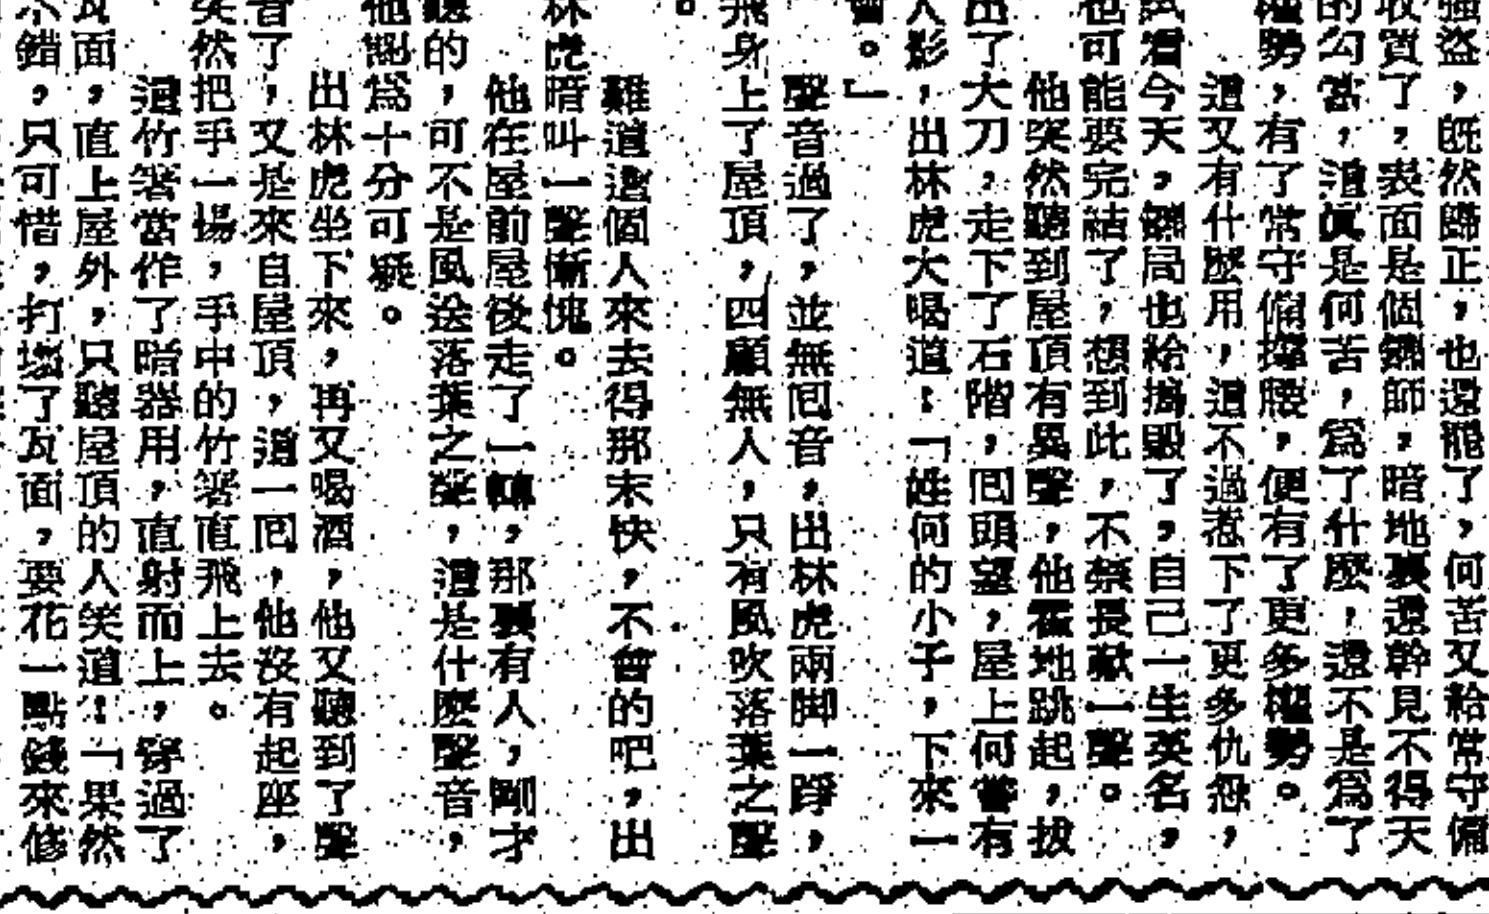 強盜，既然歸正，也還罷了，何苦又給常守備
收質了，表面是個鏢師，暗地裏還幹見不得天
的勾當，這眞是何苦，爲了什麼，還不是爲了
權勢，有了常守備撑腰，便有了更多權勢。
這又有什麼用，這不過惹下了更多仇怨，
試看今天，鏢局也給搗毀了，自己一生英名，
也可能要完結了，想到此，不禁長歎一聲。
他突然聽到屋頂有異聲，他霍地跳起，拔
出了大刀，走下了石階，囘頭望，屋上何嘗有
人影，出林虎大喝道：「姓何的小子，下來一
會。」
聲音過了，並無囘音，出林虎兩脚一踭，
飛身上了屋頂，四顧無人，只有風吹落葉之聲
。
難道這個人來去得那末快，不會的吧，出
林虎暗叫一聲慚愧。
他在屋前屋後走了一轉，那裏有人，剛才
聽的，可不是風送落葉之聲，這是什麼聲音，
他認爲十分可疑。
出林虎坐下來，再又喝酒，他又聽到了聲
音了，又是來自屋頂，這一囘，他沒有起座，
突然把手一揚，手中的竹箸直飛上去。
這竹箸當作了暗器用，直射而上，穿過了
瓦面，直上屋外，只聽屋頂的人笑道：「果然
不錯，只可惜，打壞了瓦面，要花一點錢來修